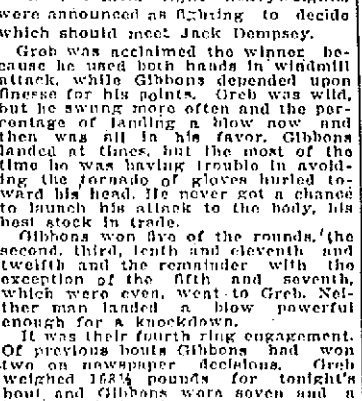 were announced as fighting to decide
which should meet Jack Dempsey.
Greb was acclaimed the winner be-
cause he used both hands in windmill
attack, while Gibbons depended upon
finesse for his points. Greb was wild,
but he swung more often and the per-
centage of landing a blow now and
then was all in his favor. Gibbons
landed at times, but the most of the
time he was having trouble in avoid-
ing the tornado of gloves hurled to-
ward his head. He never got a chance
to launch his attack to the body, his
best stock in trade.
Gibbons won five of the rounds, the
second, third, tenth and eleventh and
twelfth and the remainder with the
exception of the fifth and seventh,
which were even, went to Greb. Nei-
ther man landed a blow powerful
enough for a knockdown.
It was their fourth ring engagement.
Of previous bouts Gibbons had won
two on newspaper decisions. Greb
weighed 163½ pounds for tonight's
bout and Gibbons wore seven and a